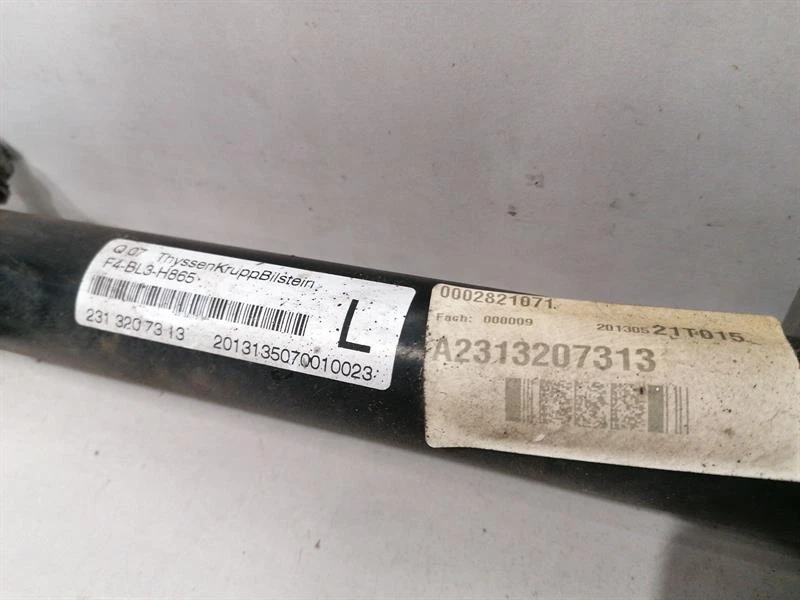 Q.07 ThyssenKruppBilstein
F4-BL3-H865
L
231 320 73 13 2013135070010023
0002821071
Fach: 000009 201305 21T015
A2313207313